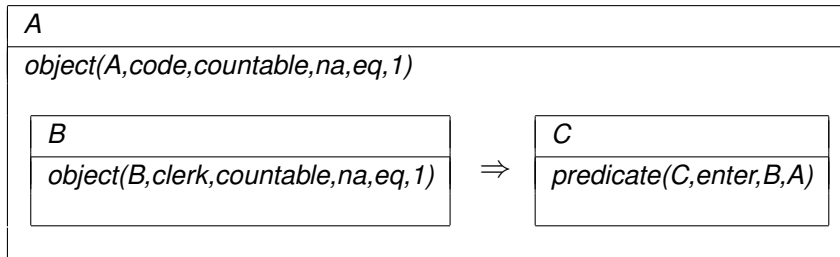 A
object(A,code,countable,na,eq,1)
B
object(B,clerk,countable,na,eq,1)
⇒
C
predicate(C,enter,B,A)